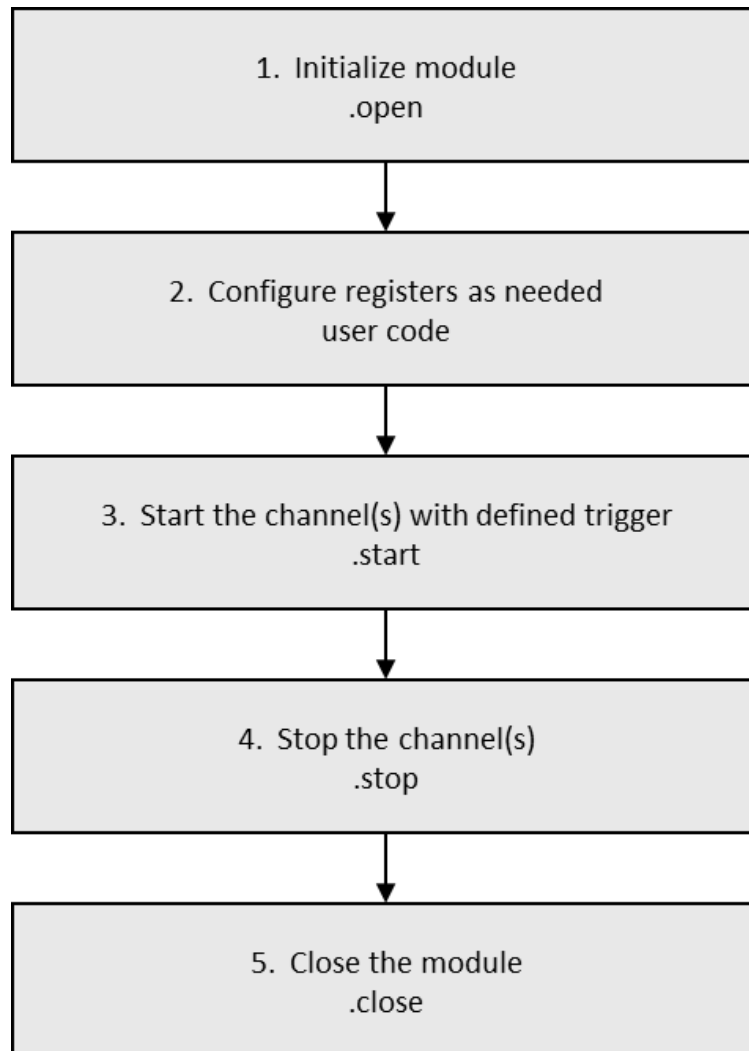 1. Initialize module
.open
2. Configure registers as needed
user code
3. Start the channel(s) with defined trigger
.start
4. Stop the channel(s)
.stop
5. Close the module
.close